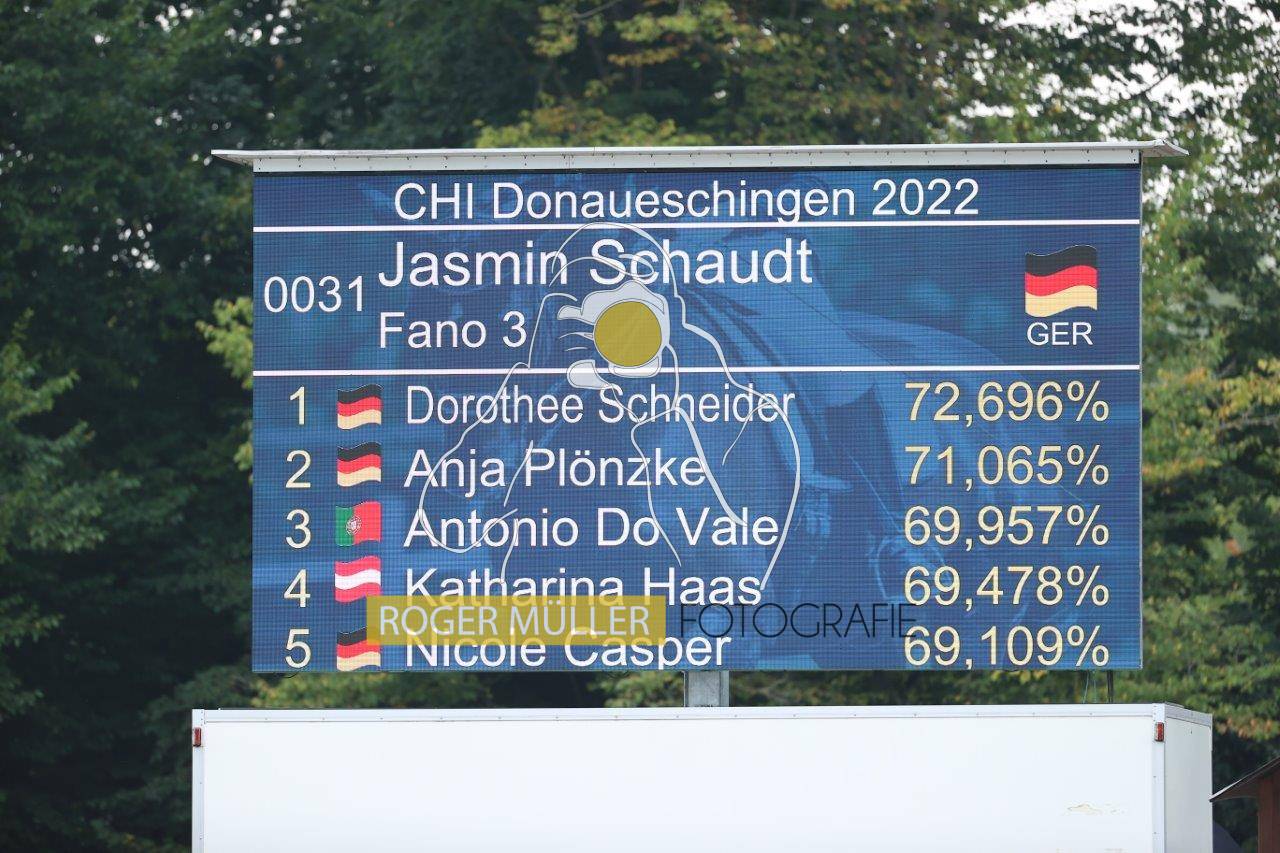 CHI Donaueschingen 2022
0031 Jasmin Schaudt
Fano 3
GER
1 Dorothee Schneider 72,696%
2 Anja Plönzke 71,065%
3 Antonio Do Vale 69,957%
4 Katharina Haas 69,478%
ROGER MÜLLER FOTOGRAFIE
5 Nicole Casper 69,109%